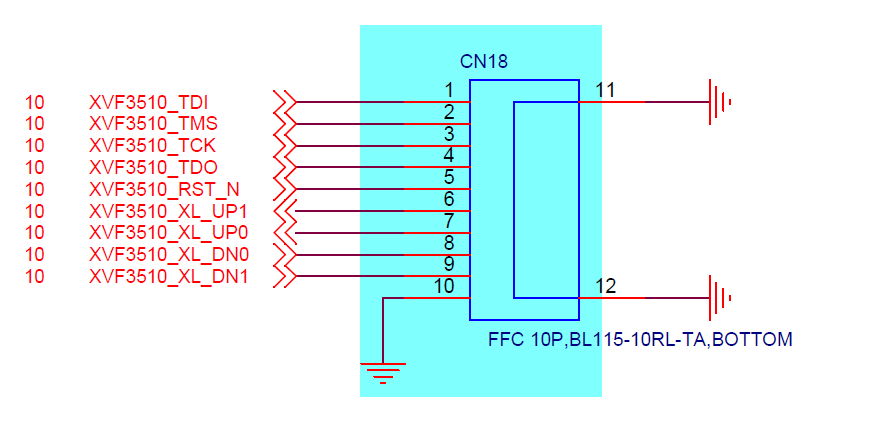 CN18
10 XVF3510_TDI 1 11
10 XVF3510_TMS 2
10 XVF3510_TCK 3
10 XVF3510_TDO 4
10 XVF3510_RST_N 5
10 XVF3510_XL_UP1 6
10 XVF3510_XL_UP0 7
10 XVF3510_XL_DN0 8
10 XVF3510_XL_DN1 9
10 12
FFC 10P,BL115-10RL-TA,BOTTOM